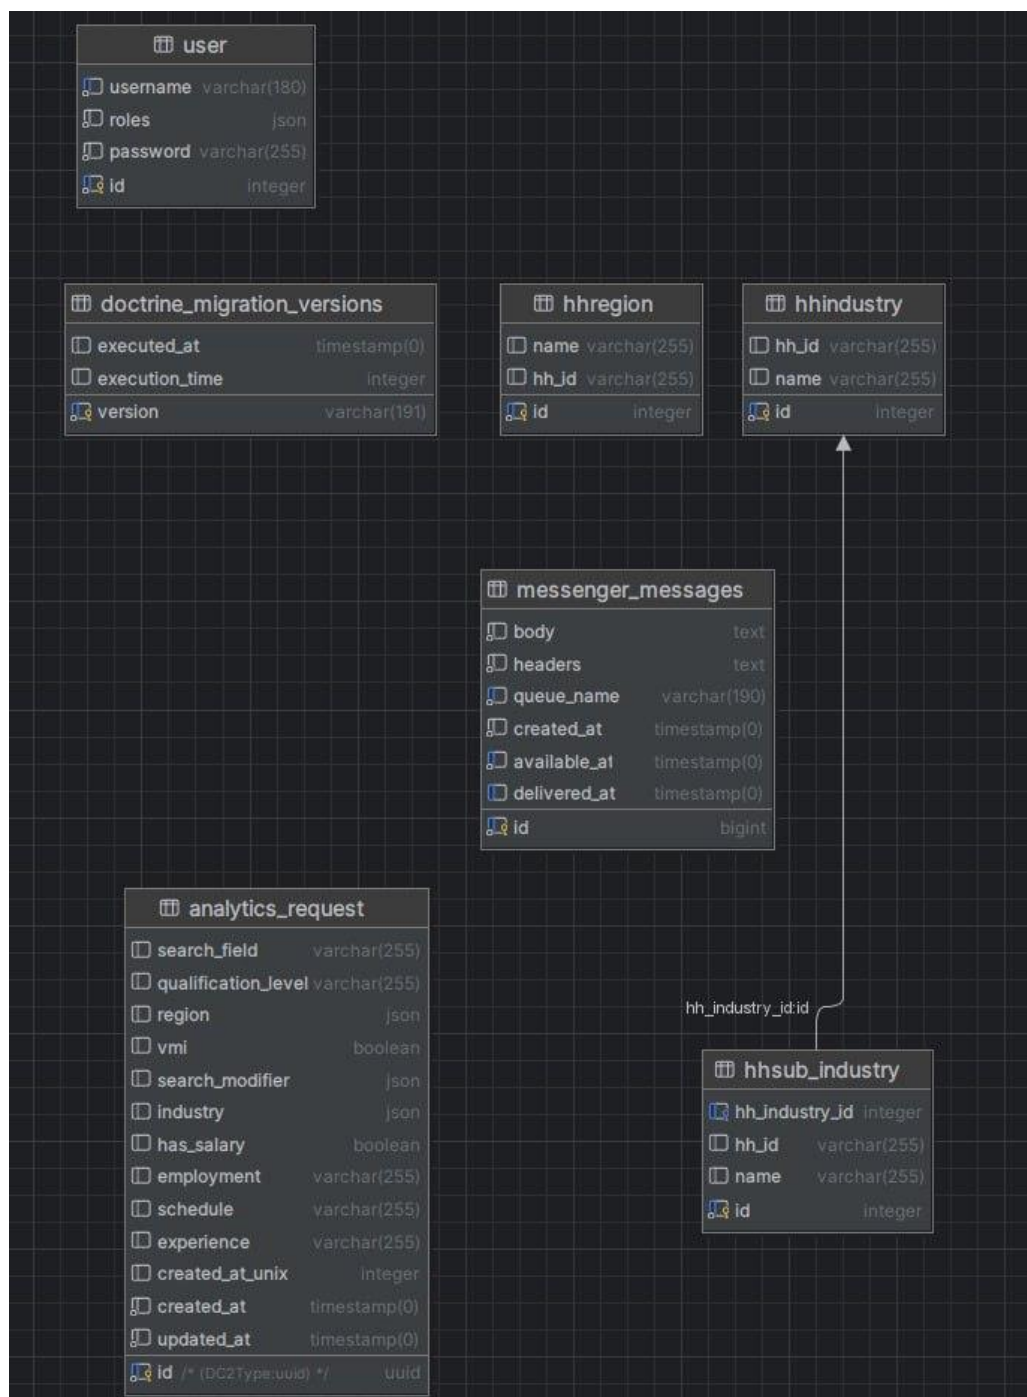 user
username varchar(180)
roles json
password varchar(255)
id integer
doctrine_migration_versions
executed_at timestamp(0)
execution_time integer
version varchar(191)
hhregion
name varchar(255)
hh_id varchar(255)
id integer
hhindustry
hh_id varchar(255)
name varchar(255)
id integer
messenger_messages
body text
headers text
queue_name varchar(190)
created_at timestamp(0)
available_at timestamp(0)
delivered_at timestamp(0)
id bigint
analytics_request
search_field varchar(255)
qualification_level varchar(255)
region json
vmi boolean
search_modifier json
industry json
has_salary boolean
employment varchar(255)
schedule varchar(255)
experience varchar(255)
created_at_unix integer
created_at timestamp(0)
updated_at timestamp(0)
id /* (DC2Type:uuid) */ uuid
hh_industry_id:id
hhsub_industry
hh_industry_id integer
hh_id varchar(255)
name varchar(255)
id integer